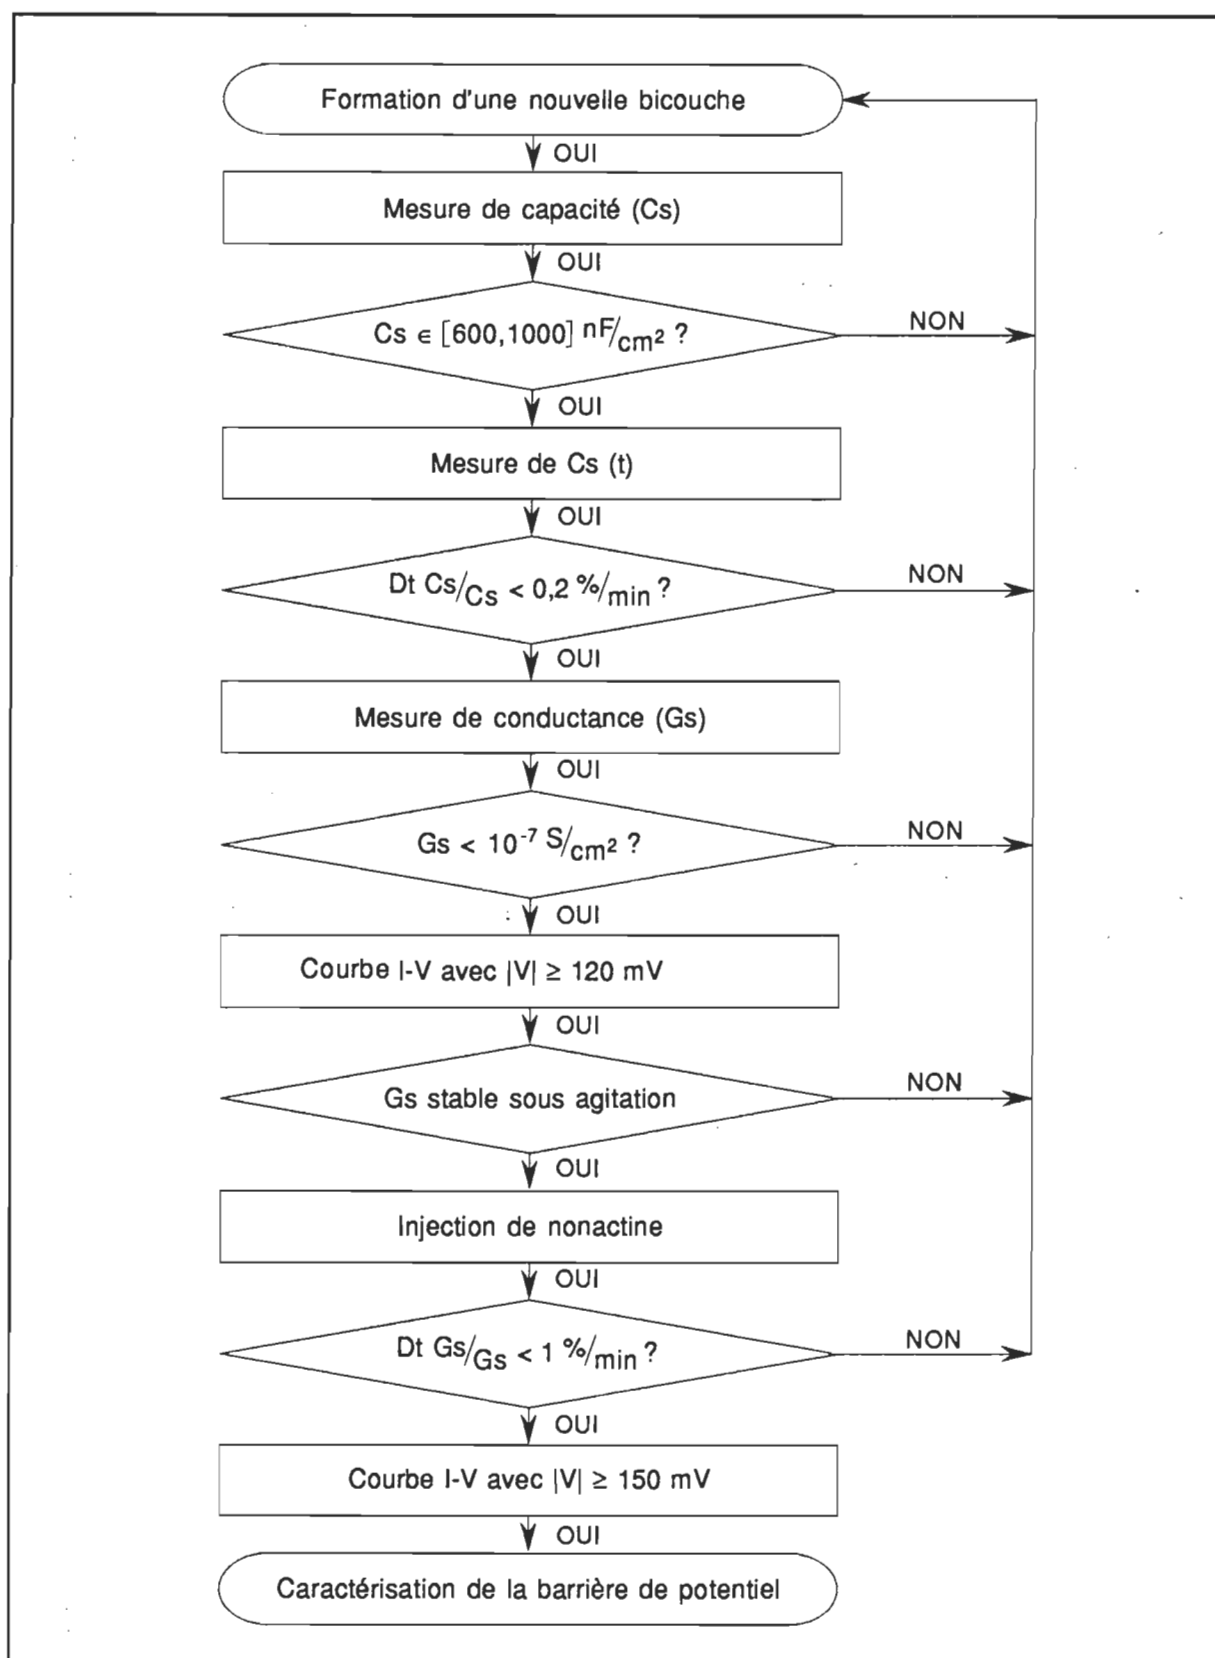 Formation d'une nouvelle bicouche
OUI
Mesure de capacité (Cs)
OUI
Cs ∈ [600,1000] nF/cm² ?
NON
OUI
Mesure de Cs (t)
OUI
Dt Cs/Cs < 0,2 %/min ?
NON
OUI
Mesure de conductance (Gs)
OUI
Gs < 10⁻⁷ S/cm² ?
NON
OUI
Courbe I-V avec |V| ≥ 120 mV
OUI
Gs stable sous agitation
NON
OUI
Injection de nonactine
OUI
Dt Gs/Gs < 1 %/min ?
NON
OUI
Courbe I-V avec |V| ≥ 150 mV
OUI
Caractérisation de la barrière de potentiel